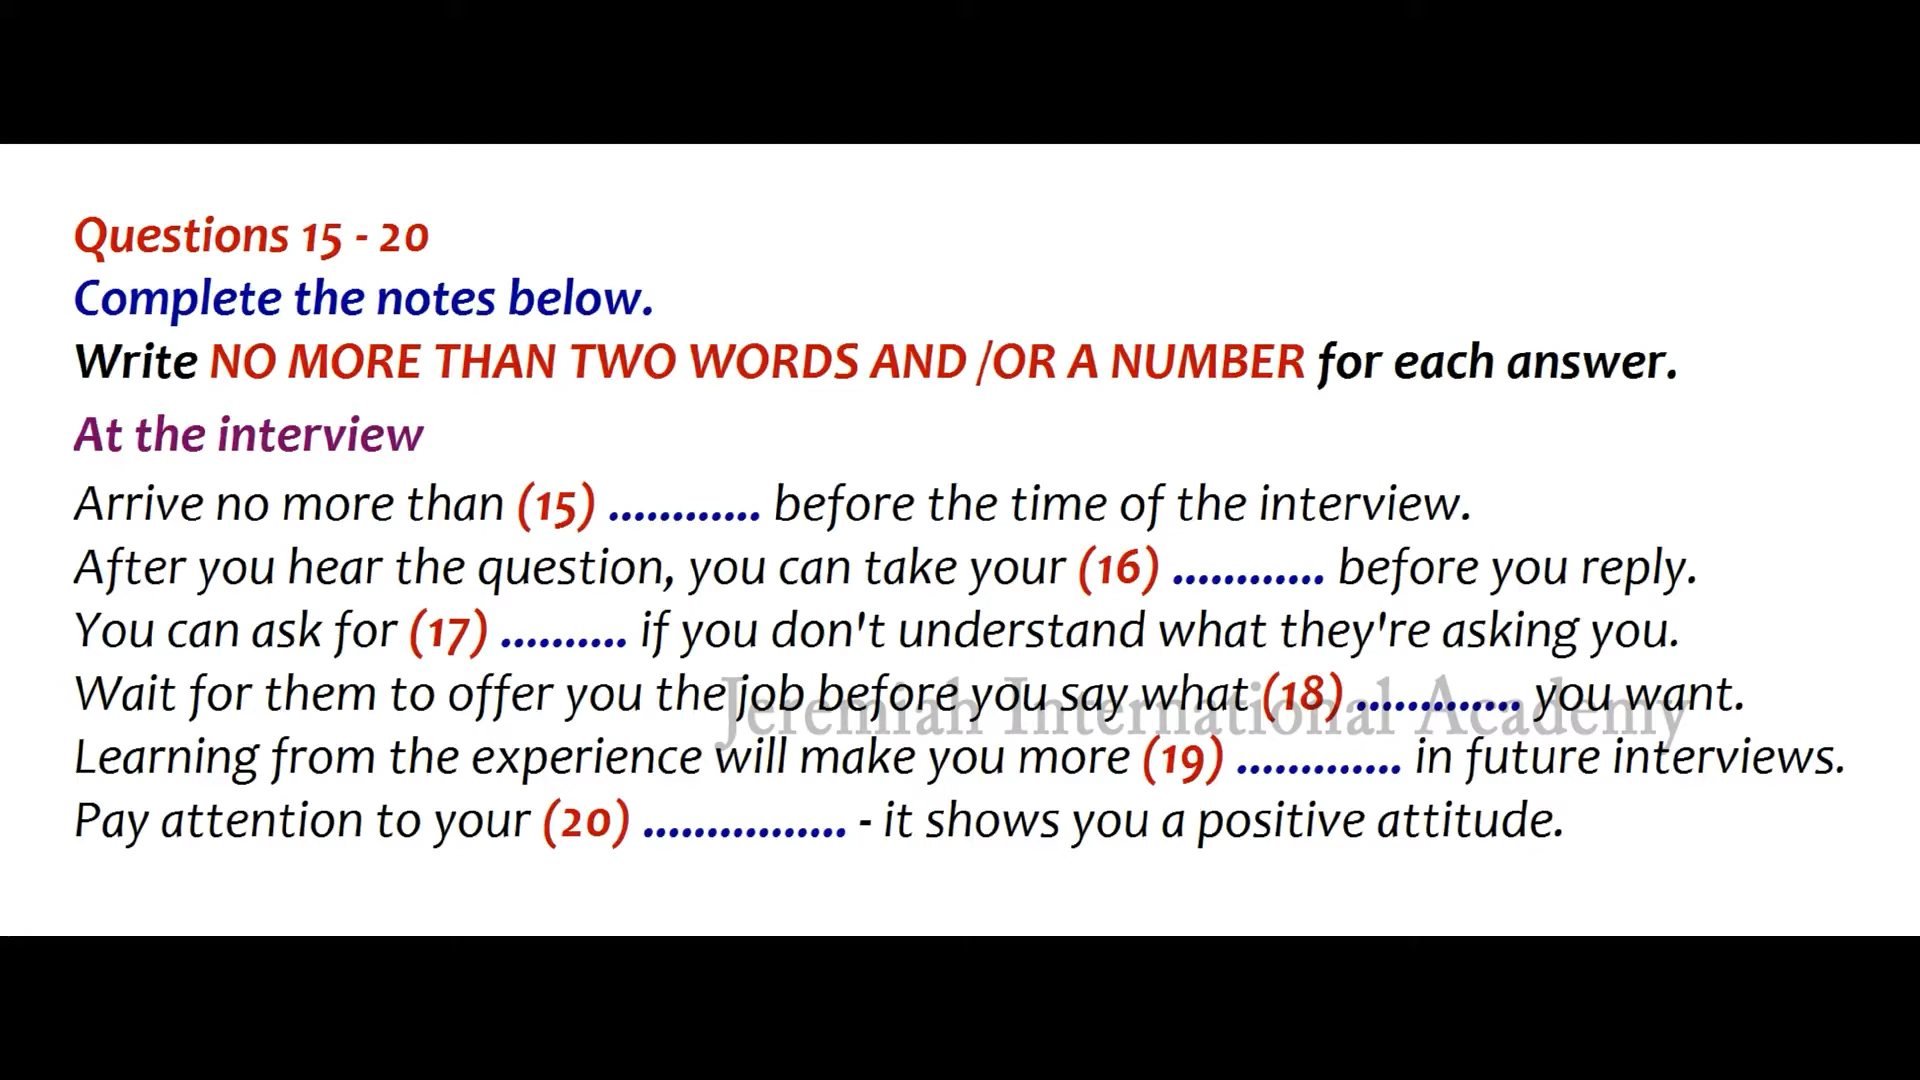 Questions 15 - 20
Complete the notes below.
Write NO MORE THAN TWO WORDS AND /OR A NUMBER for each answer.
At the interview
Arrive no more than (15) ............ before the time of the interview.
After you hear the question, you can take your (16) ............ before you reply.
You can ask for (17) .......... if you don't understand what they're asking you.
Wait for them to offer you the job before you say what (18) ............. you want.
Jeremiah International Academy
Learning from the experience will make you more (19) ............. in future interviews.
Pay attention to your (20) ................ - it shows you a positive attitude.